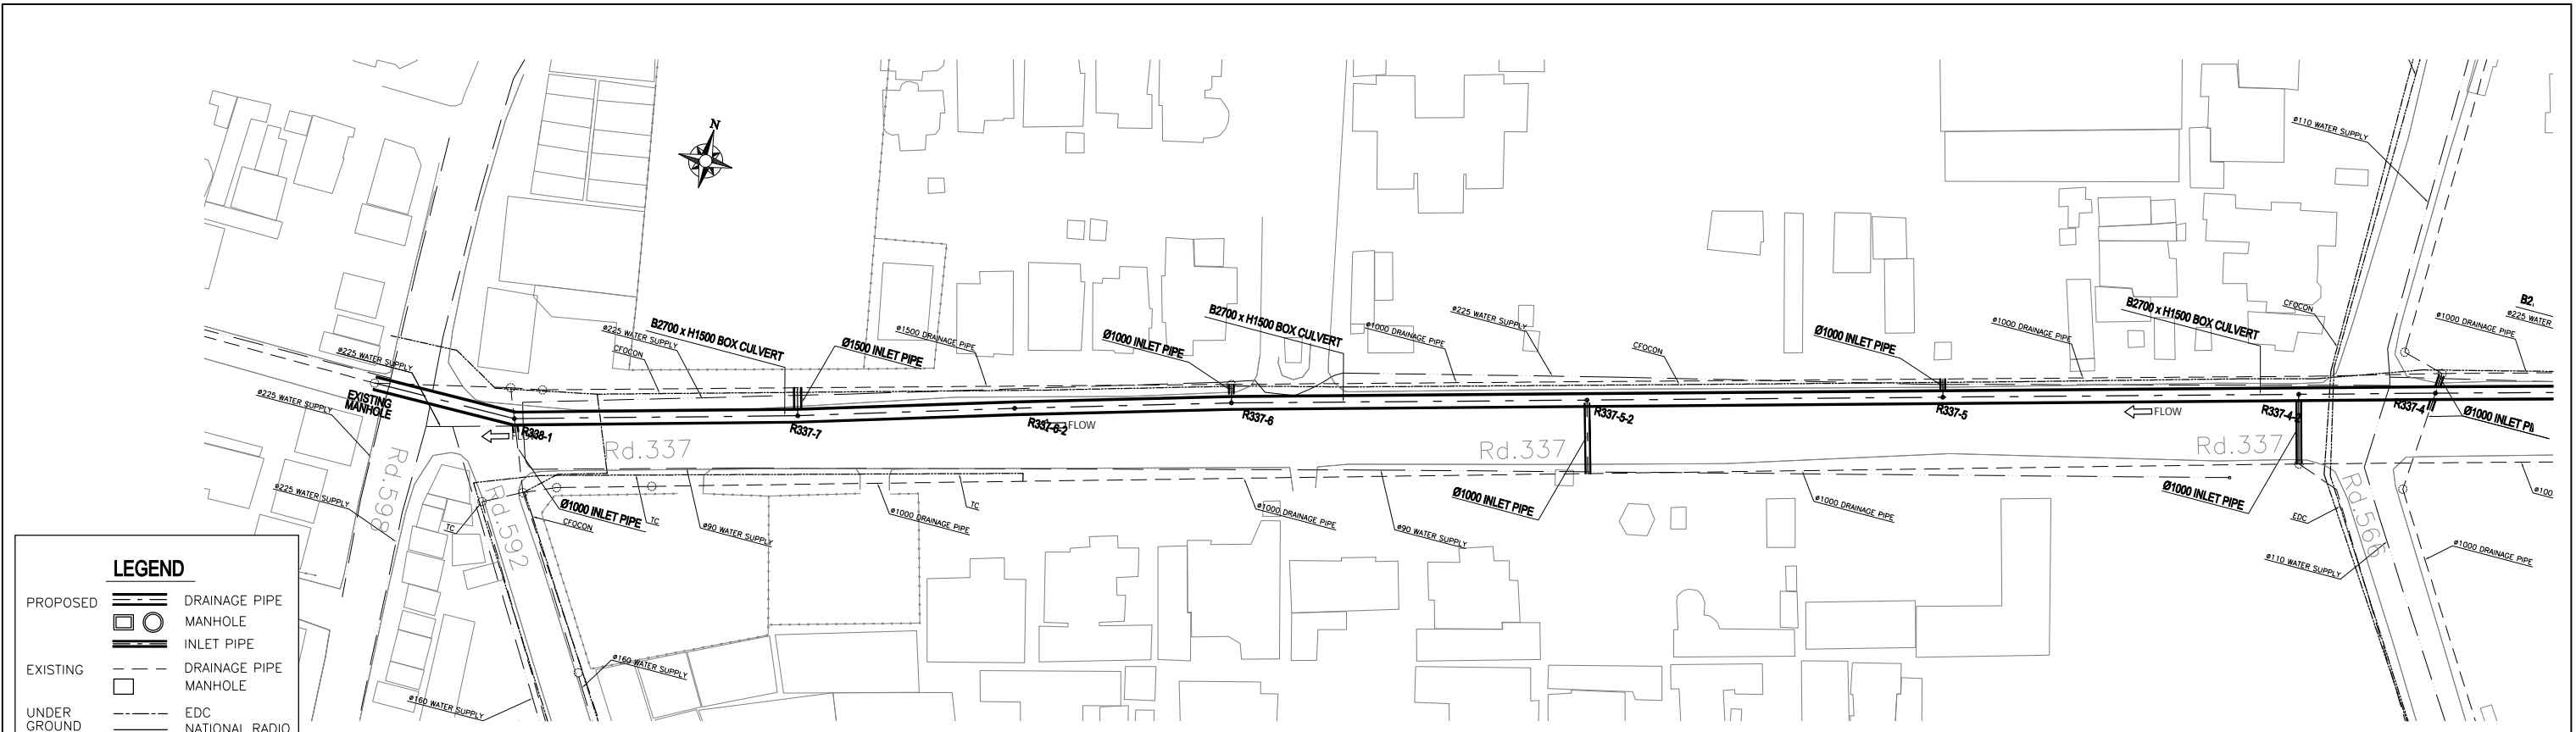 N
ø110 WATER SUPPLY
B2.
ø225 WATER
ø1000 DRAINAGE PIPE
CFOCON
B2700 x H1500 BOX CULVERT
ø1000 DRAINAGE PIPE
Ø1000 INLET PIPE
CFOCON
ø225 WATER SUPPLY
ø1000 DRAINAGE PIPE
B2700 x H1500 BOX CULVERT
Ø1000 INLET PIPE
ø1500 DRAINAGE PIPE
Ø1500 INLET PIPE
B2700 x H1500 BOX CULVERT
ø225 WATER SUPPLY
CFOCON
ø225 WATER SUPPLY
EXISTING
MANHOLE
ø225 WATER SUPPLY
R338-1
R337-7
R337-6-2
R337-6
R337-5-2
R337-5
R337-4-2
R337-4
FLOW
FLOW
FLOW
Ø1000 INLET PI
Rd.337
Rd.337
Rd.337
Rd.598
Rd.592
Rd.566
ø225 WATER SUPPLY
TC
Ø1000 INLET PIPE
CFOCON
TC
ø90 WATER SUPPLY
ø1000 DRAINAGE PIPE
TC
ø1000 DRAINAGE PIPE
ø90 WATER SUPPLY
Ø1000 INLET PIPE
ø1000 DRAINAGE PIPE
Ø1000 INLET PIPE
EDC
ø110 WATER SUPPLY
ø1000 DRAINAGE PIPE
ø100
ø160 WATER SUPPLY
ø160 WATER SUPPLY
LEGEND
PROPOSED DRAINAGE PIPE
MANHOLE
INLET PIPE
EXISTING DRAINAGE PIPE
MANHOLE
UNDER EDC
GROUND NATIONAL RADIO